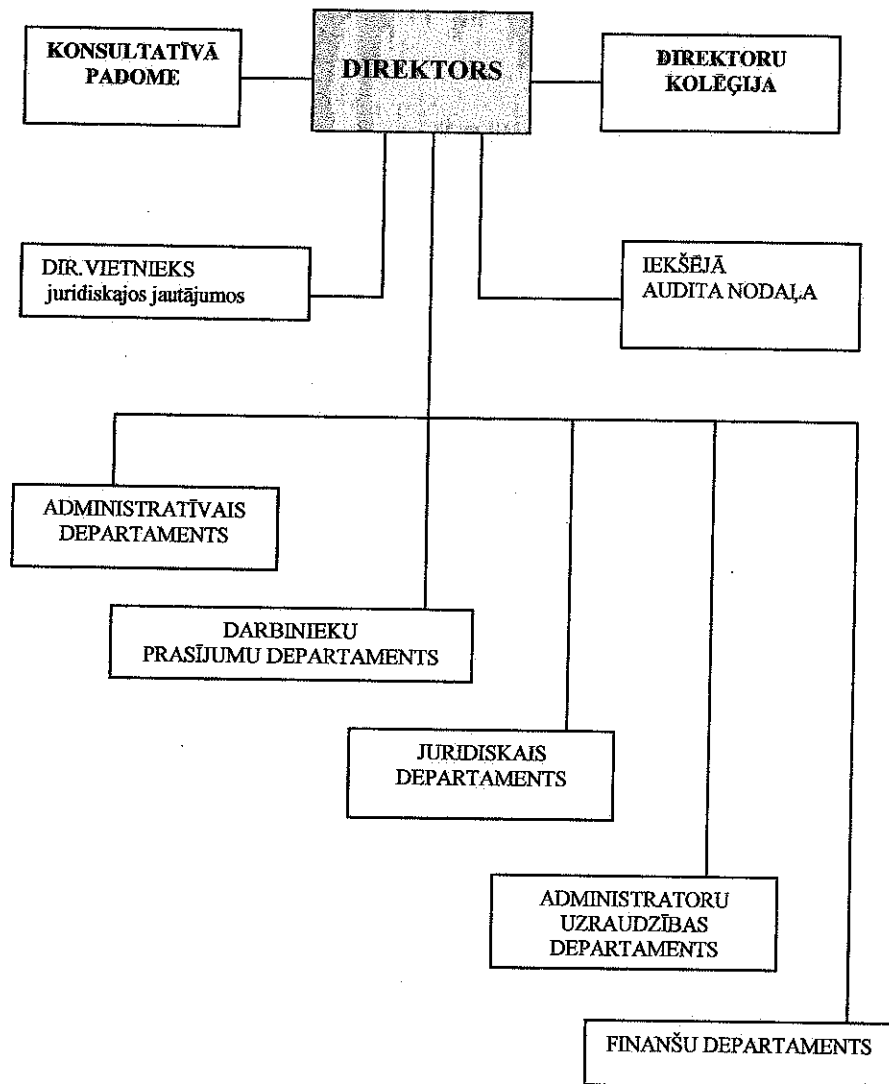 KONSULTATĪVĀ
PADOME
DIREKTORS
DIREKTORU
KOLĒĢIJA
DIR.VIETNIEKS
juridiskajos jautājumos
IEKŠĒJĀ
AUDITA NODAĻA
ADMINISTRATĪVAIS
DEPARTAMENTS
DARBINIEKU
PRASĪJUMU DEPARTAMENTS
JURIDISKAIS
DEPARTAMENTS
ADMINISTRATORU
UZRAUDZĪBAS
DEPARTAMENTS
FINANŠU DEPARTAMENTS